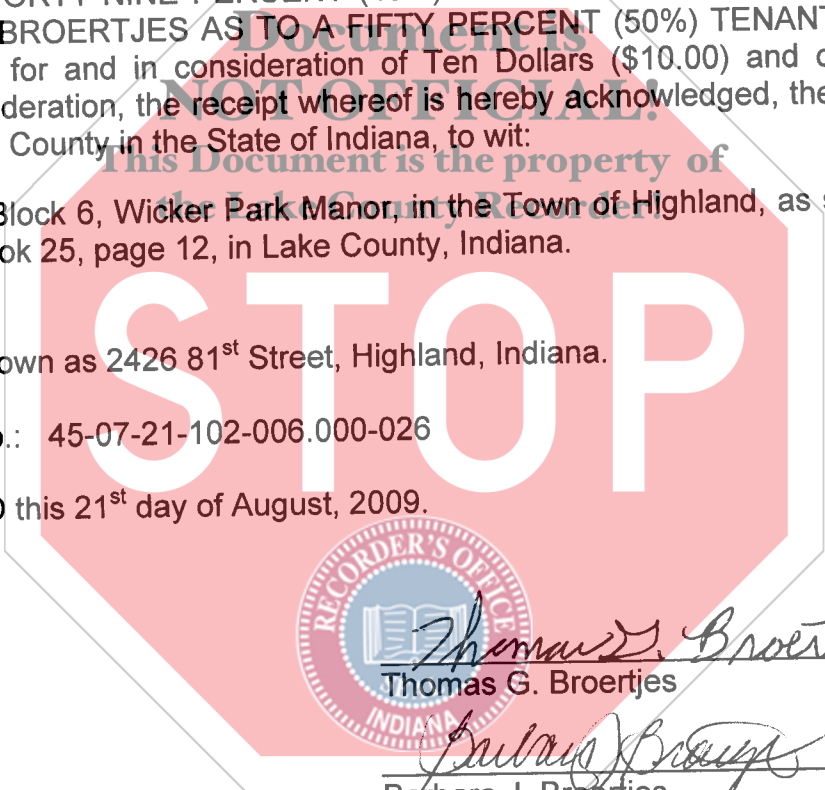 BROERTJES AS TO A FIFTY PERCENT (50%) TENANT
for and in consideration of Ten Dollars ($10.00) and
deration, the receipt whereof is hereby acknowledged, the
County in the State of Indiana, to wit:
Block 6, Wicker Park Manor, in the Town of Highland, as
ok 25, page 12, in Lake County, Indiana.
own as 2426 81st Street, Highland, Indiana.
.: 45-07-21-102-006.000-026
this 21st day of August, 2009.
Document is
NOT OFFICIAL!
This Document is the property of
the Lake County Recorder!
STOP
RECORDER'S OFFICE
INDIANA
Thomas G. Broer
Thomas G. Broertjes
Barbara J. Broertjes